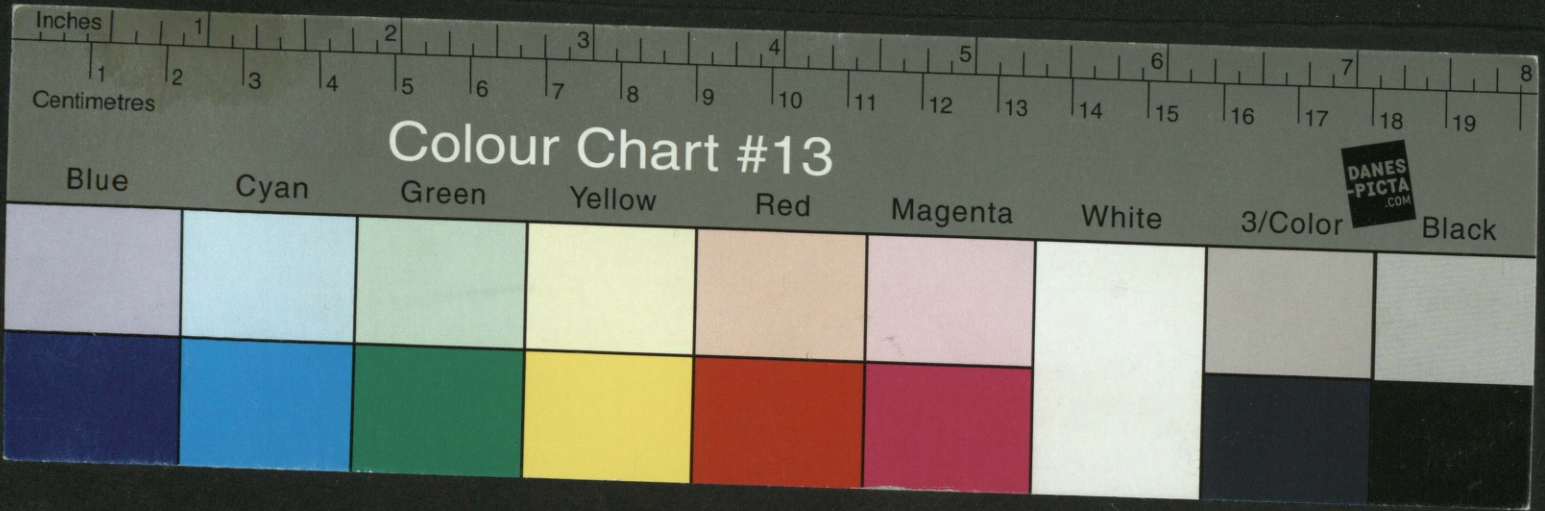 Inches 1 2 3 4 5 6 7 8
1 2 3 4 5 6 7 8 9 10 11 12 13 14 15 16 17 18 19
Centimetres
Colour Chart #13
DANES
-PICTA
.COM
Blue Cyan Green Yellow Red Magenta White 3/Color Black